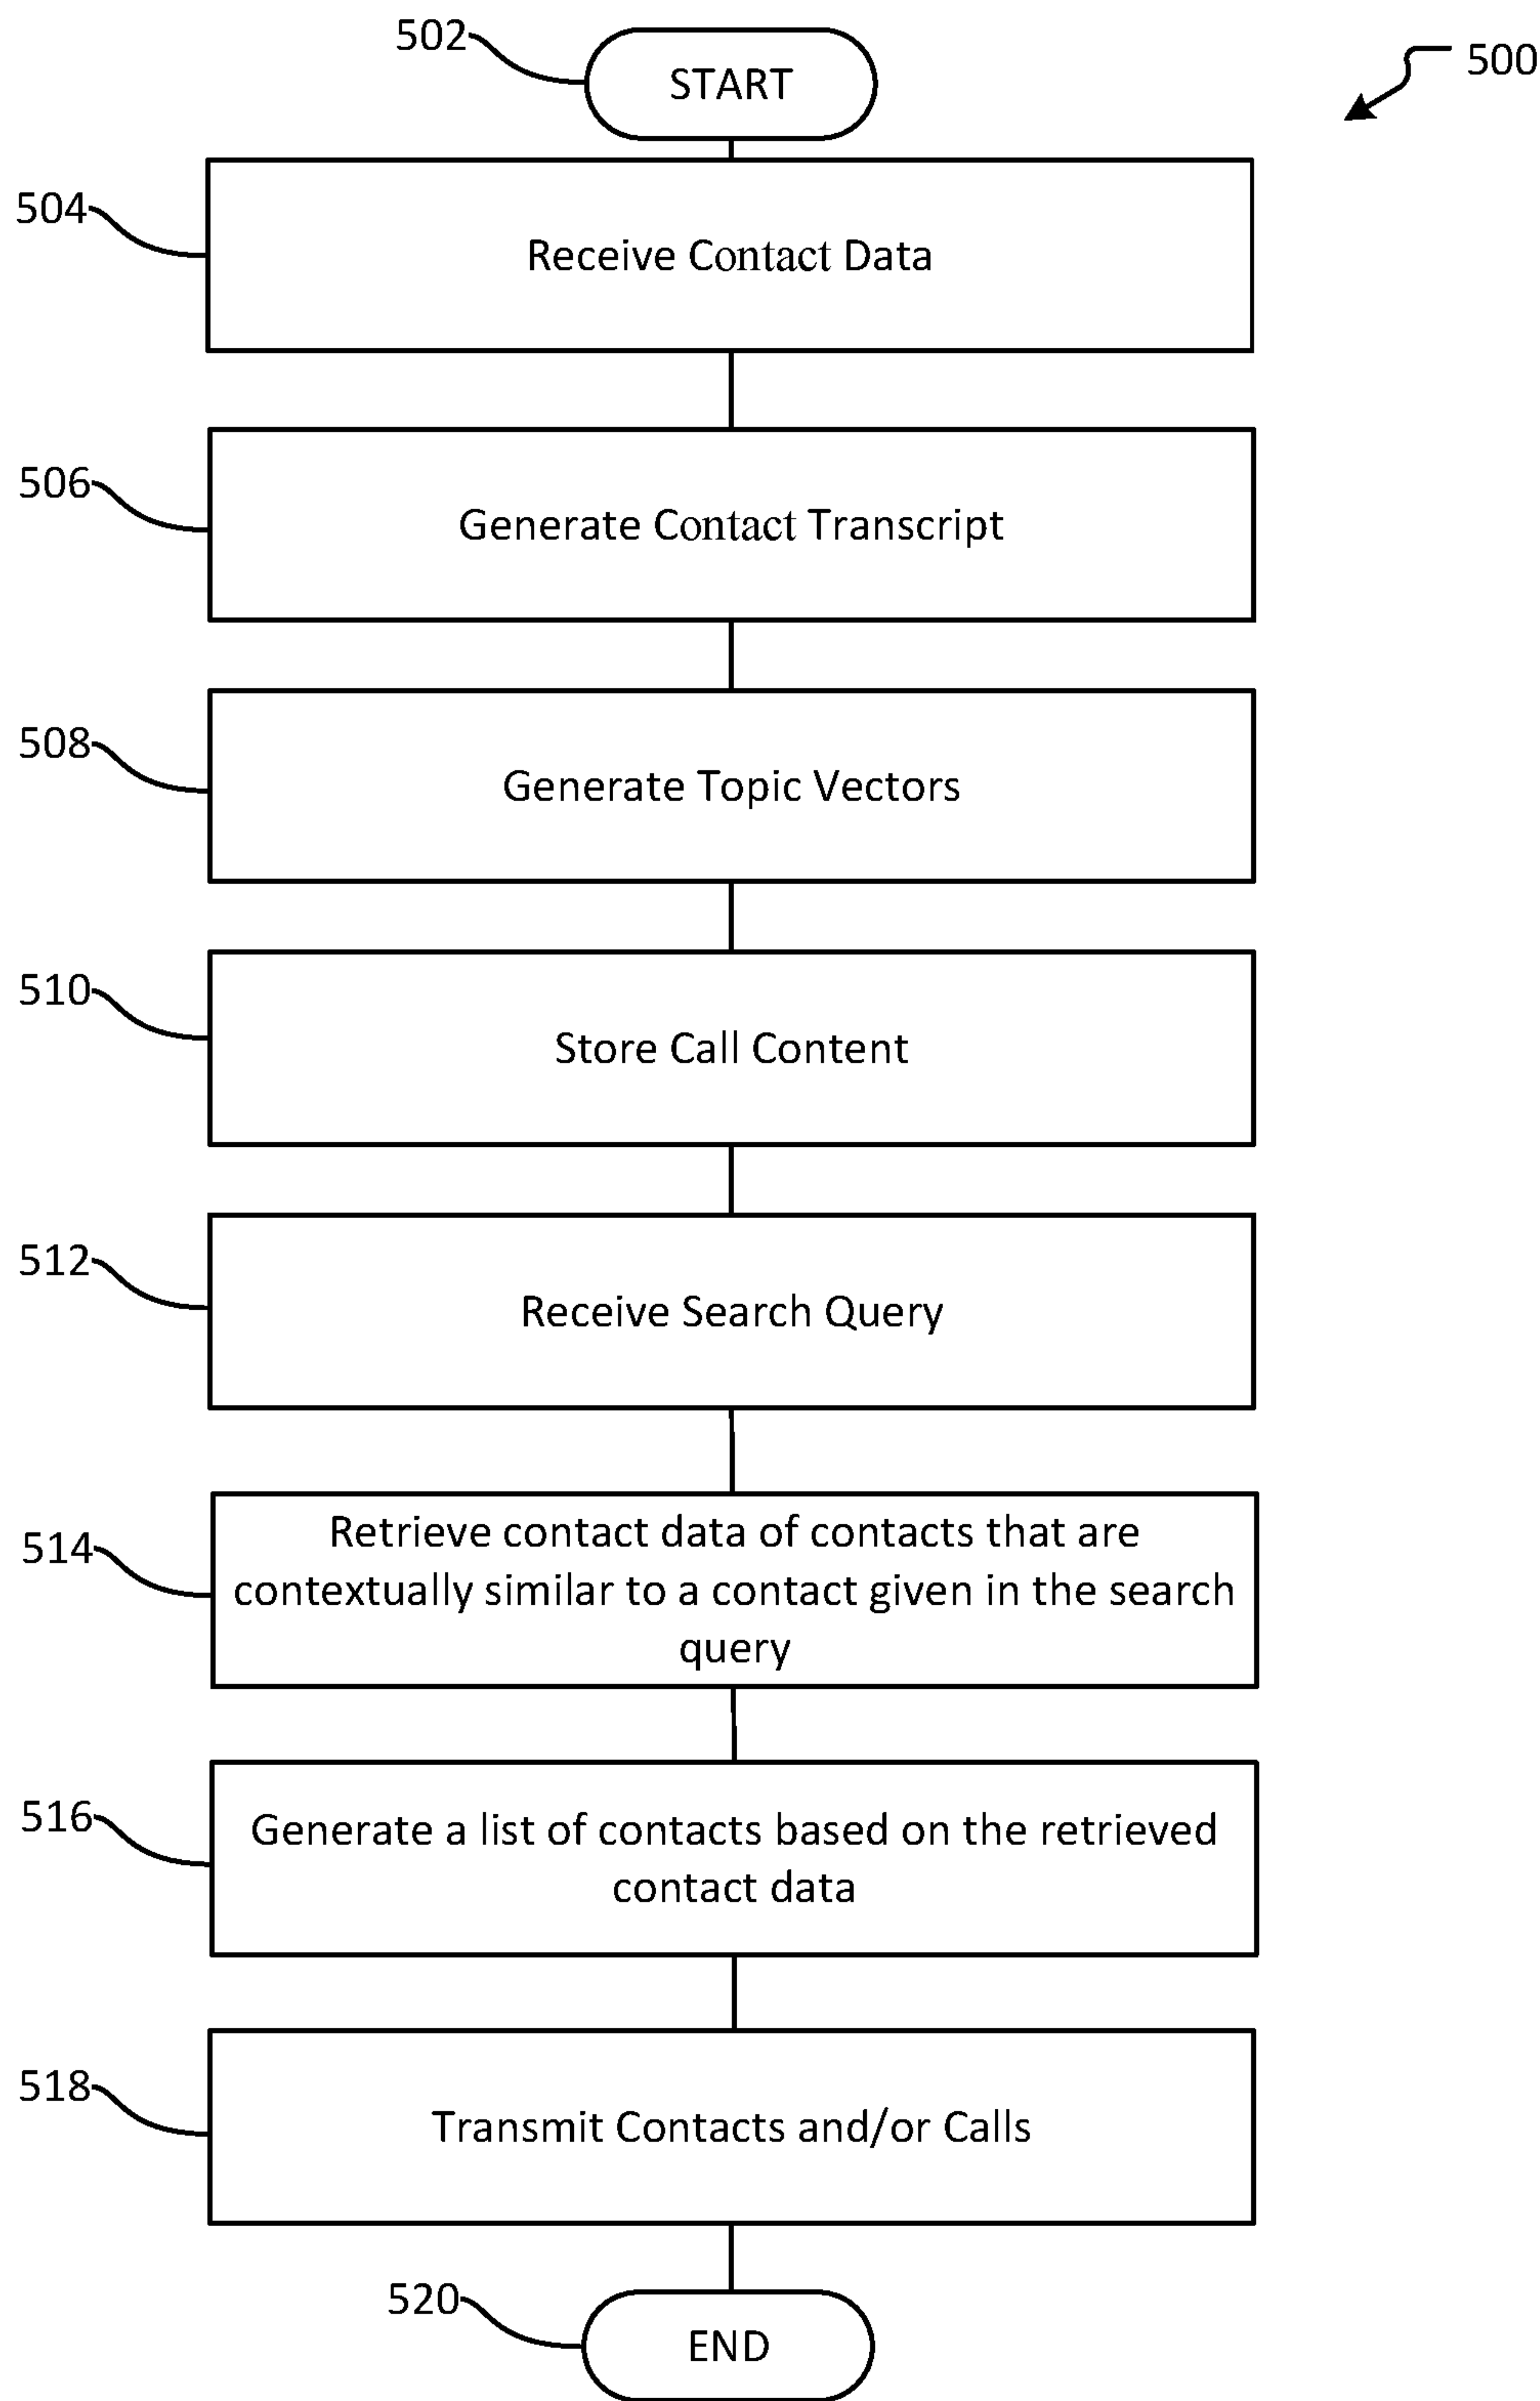 502
START
500
504
Receive Contact Data
506
Generate Contact Transcript
508
Generate Topic Vectors
510
Store Call Content
512
Receive Search Query
514
Retrieve contact data of contacts that are
contextually similar to a contact given in the search
query
516
Generate a list of contacts based on the retrieved
contact data
518
Transmit Contacts and/or Calls
520
END